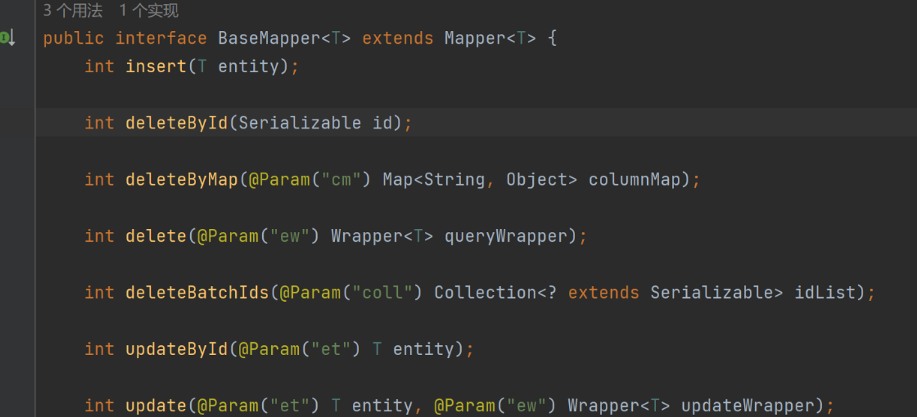 3 个用法 1 个实现
public interface BaseMapper<T> extends Mapper<T> {
int insert(T entity);
int deleteById(Serializable id);
int deleteByMap(@Param("cm") Map<String, Object> columnMap);
int delete(@Param("ew") Wrapper<T> queryWrapper);
int deleteBatchIds(@Param("coll") Collection<? extends Serializable> idList);
int updateById(@Param("et") T entity);
int update(@Param("et") T entity, @Param("ew") Wrapper<T> updateWrapper);